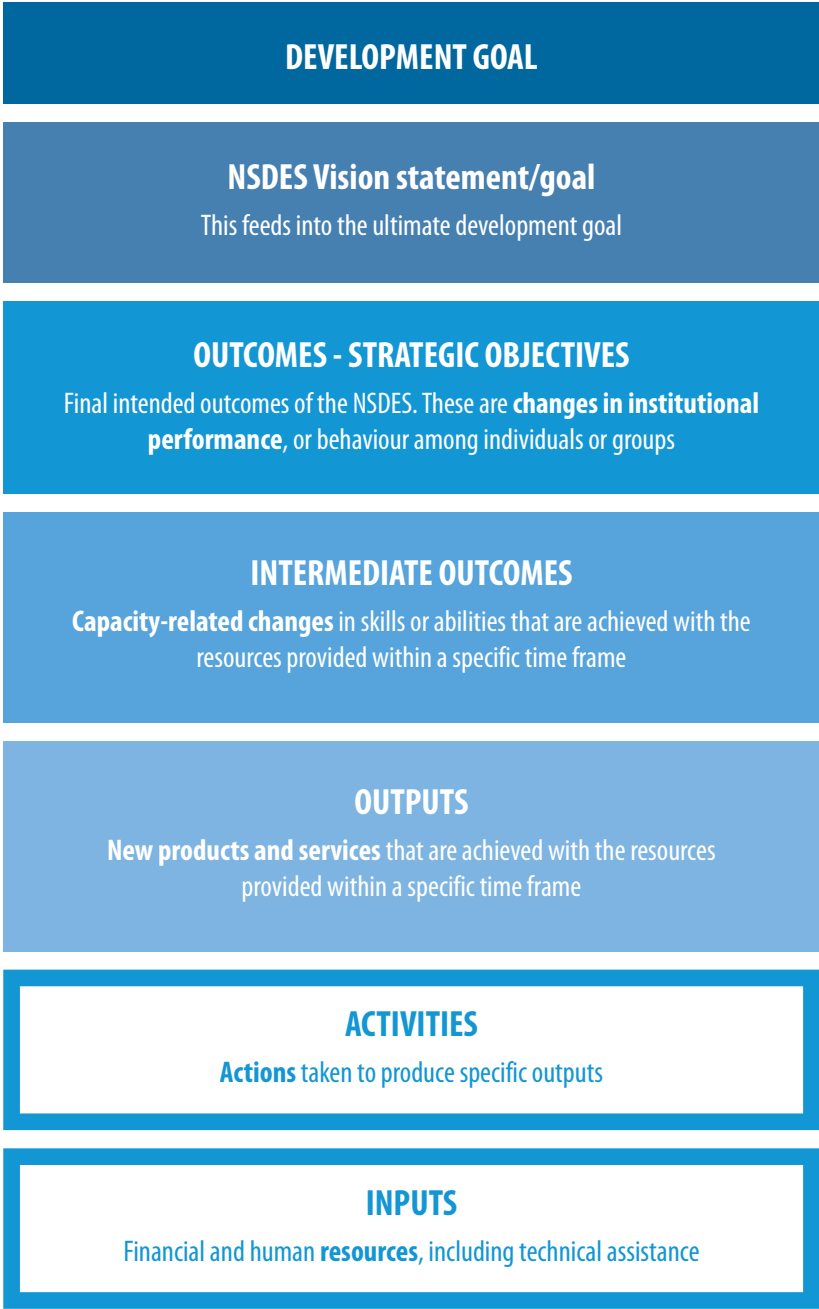 DEVELOPMENT GOAL
NSDES Vision statement/goal
This feeds into the ultimate development goal
OUTCOMES - STRATEGIC OBJECTIVES
Final intended outcomes of the NSDES. These are changes in institutional
performance, or behaviour among individuals or groups
INTERMEDIATE OUTCOMES
Capacity-related changes in skills or abilities that are achieved with the
resources provided within a specific time frame
OUTPUTS
New products and services that are achieved with the resources
provided within a specific time frame
ACTIVITIES
Actions taken to produce specific outputs
INPUTS
Financial and human resources, including technical assistance